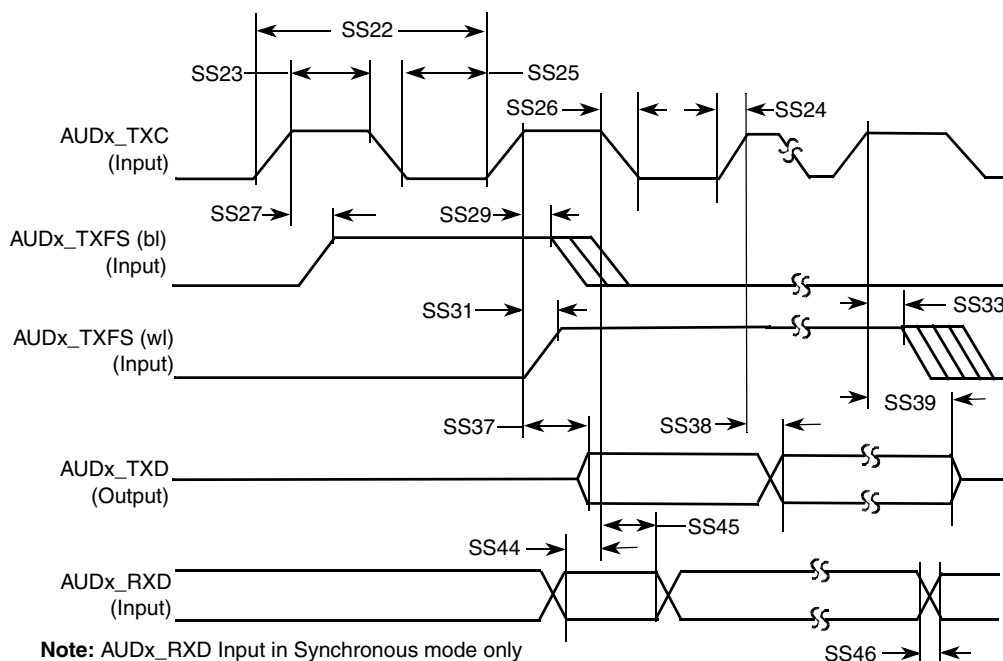 SS22
SS23
SS25
SS26
SS24
AUDx_TXC
(Input)
SS27
SS29
AUDx_TXFS (bl)
(Input)
SS31
SS33
AUDx_TXFS (wl)
(Input)
SS39
SS37
SS38
AUDx_TXD
(Output)
SS45
SS44
AUDx_RXD
(Input)
Note: AUDx_RXD Input in Synchronous mode only
SS46